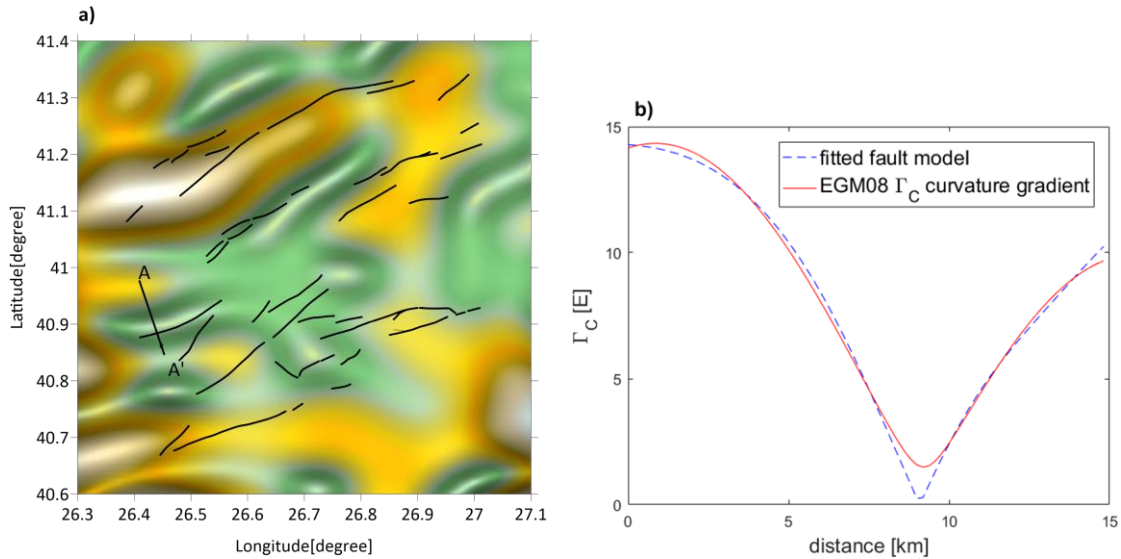 a)
41.4
41.3
41.2
41.1
41
40.9
40.8
40.7
40.6
Latitude[degree]
A
A'
26.3 26.4 26.5 26.6 26.7 26.8 26.9 27 27.1
Longitude[degree]
b)
15
10
5
0
Γ_C [E]
fitted fault model
EGM08 Γ_C curvature gradient
0 5 10 15
distance [km]